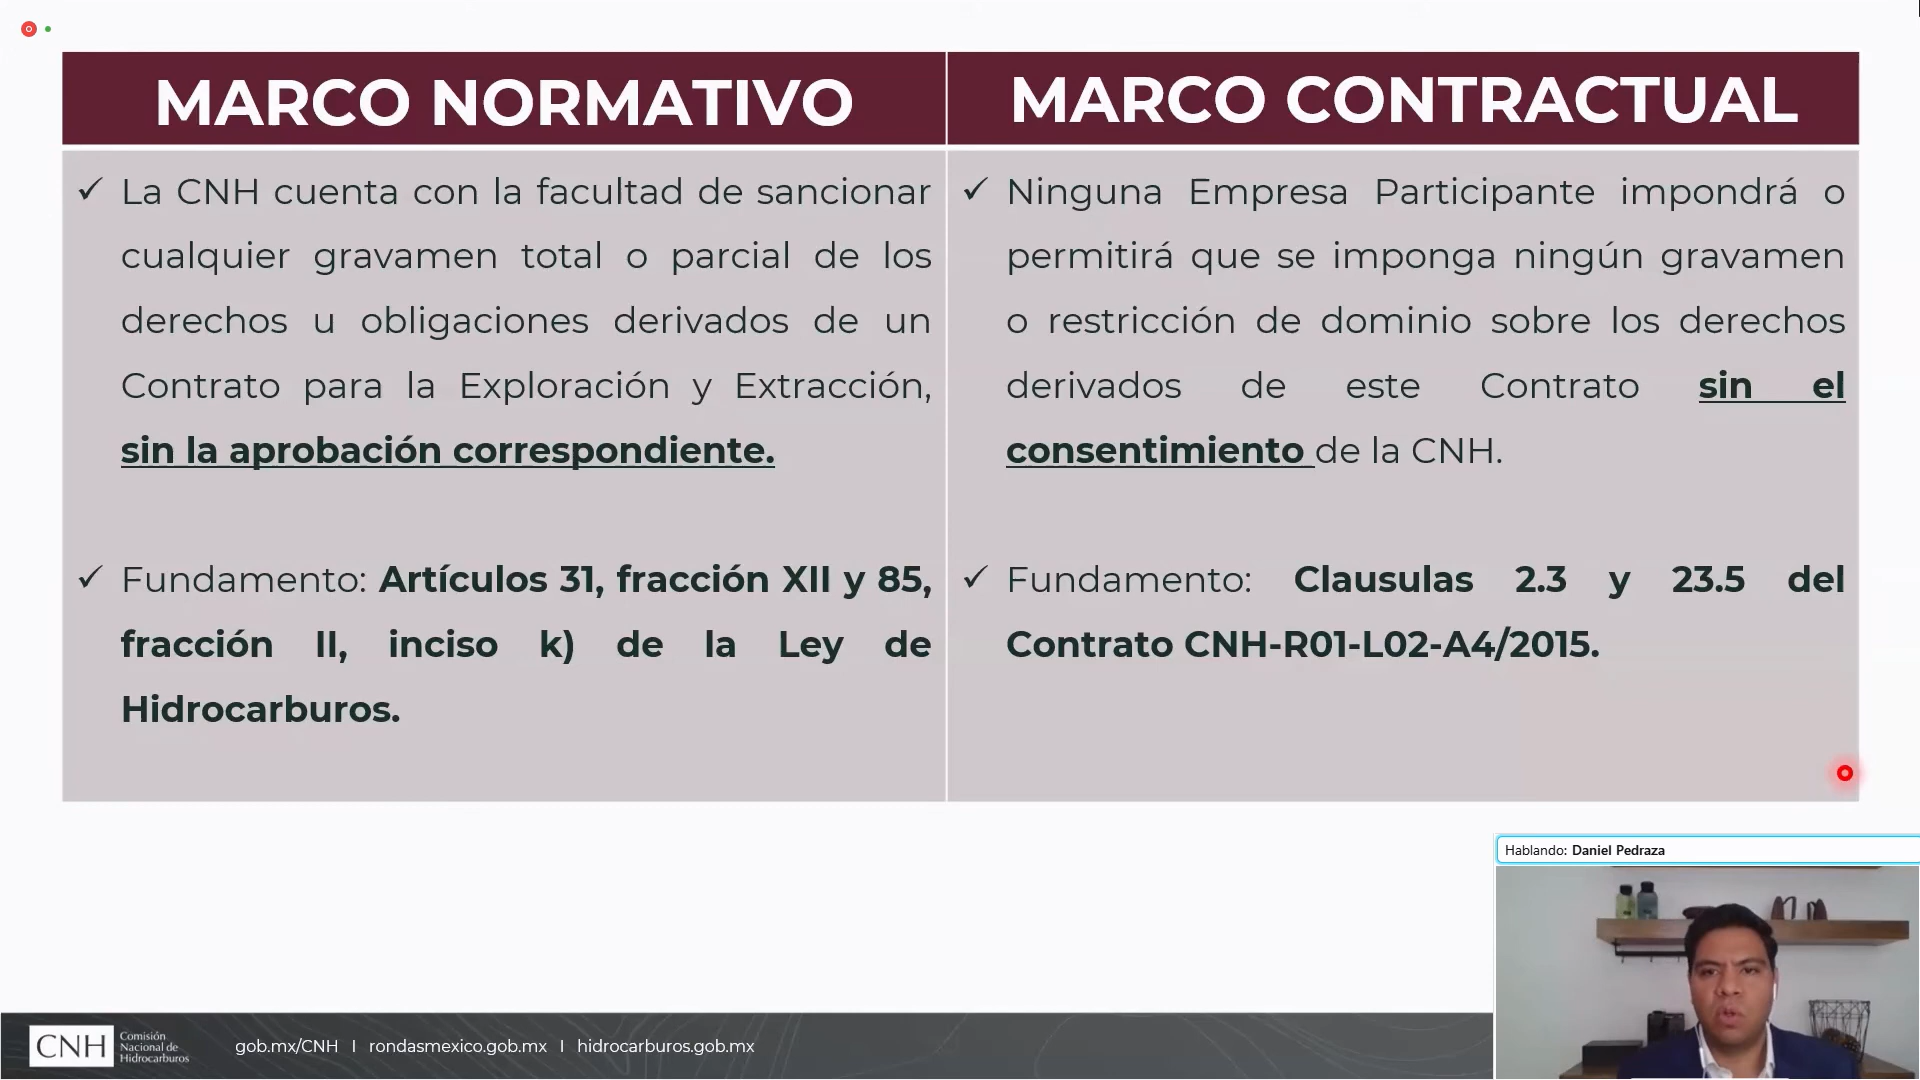 MARCO NORMATIVO
La CNH cuenta con la facultad de sancionar
cualquier gravamen total o parcial de los
derechos u obligaciones derivados de un
Contrato para la Exploración y Extracción,
sin la aprobación correspondiente.
Fundamento: Artículos 31, fracción XII y 85,
fracción II, inciso k) de la Ley de
Hidrocarburos.
MARCO CONTRACTUAL
Ninguna Empresa Participante impondrá o
permitirá que se imponga ningún gravamen
o restricción de dominio sobre los derechos
derivados de este Contrato sin el
consentimiento de la CNH.
Fundamento: Clausulas 2.3 y 23.5 del
Contrato CNH-R01-L02-A4/2015.
Hablando: Daniel Pedraza
CNH
Comisión
Nacional de
Hidrocarburos
gob.mx/CNH I rondasmexico.gob.mx I hidrocarburos.gob.mx